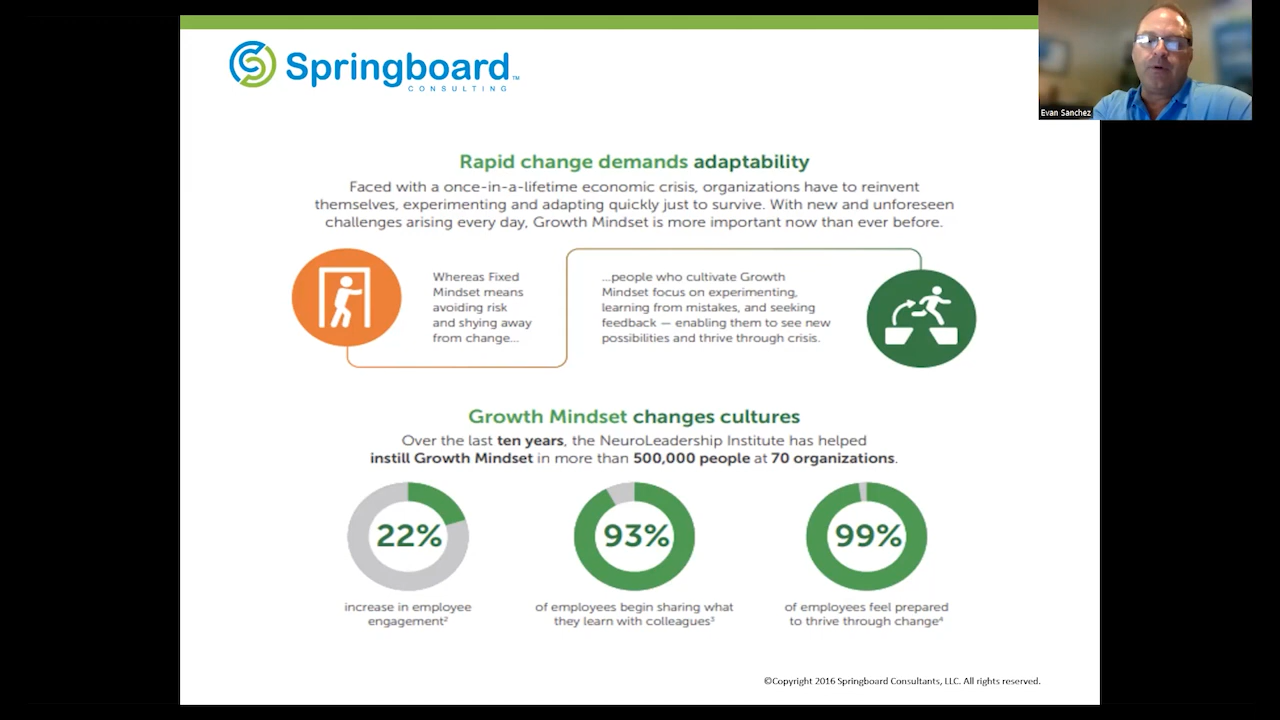 Springboard™
CONSULTING
Evan Sanchez
Rapid change demands adaptability
Faced with a once-in-a-lifetime economic crisis, organizations have to reinvent
themselves, experimenting and adapting quickly just to survive. With new and unforeseen
challenges arising every day, Growth Mindset is more important now than ever before.
Whereas Fixed
Mindset means
avoiding risk
and shying away
from change...
...people who cultivate Growth
Mindset focus on experimenting,
learning from mistakes, and seeking
feedback — enabling them to see new
possibilities and thrive through crisis.
Growth Mindset changes cultures
Over the last ten years, the NeuroLeadership Institute has helped
instill Growth Mindset in more than 500,000 people at 70 organizations.
22%
increase in employee
engagement²
93%
of employees begin sharing what
they learn with colleagues³
99%
of employees feel prepared
to thrive through change⁴
©Copyright 2016 Springboard Consultants, LLC. All rights reserved.